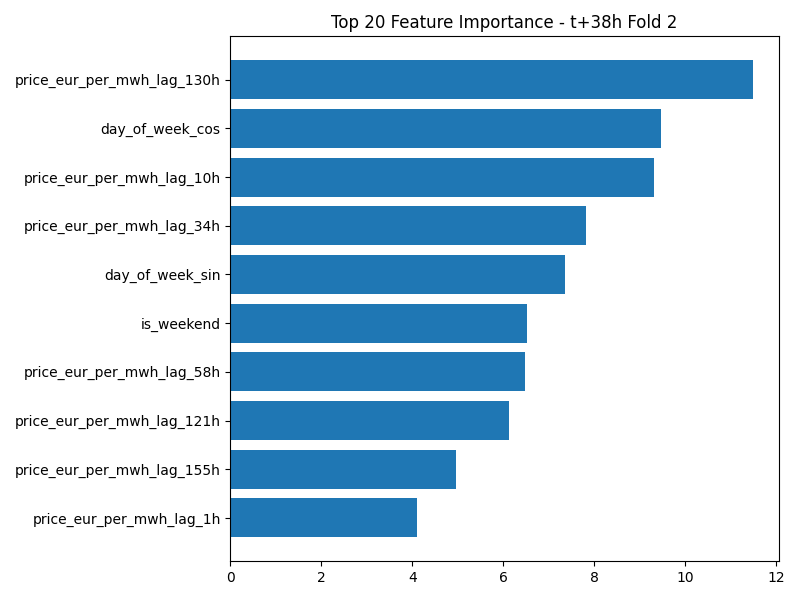 Top 20 Feature Importance - t+38h Fold 2
price_eur_per_mwh_lag_130h
day_of_week_cos
price_eur_per_mwh_lag_10h
price_eur_per_mwh_lag_34h
day_of_week_sin
is_weekend
price_eur_per_mwh_lag_58h
price_eur_per_mwh_lag_121h
price_eur_per_mwh_lag_155h
price_eur_per_mwh_lag_1h
0 2 4 6 8 10 12